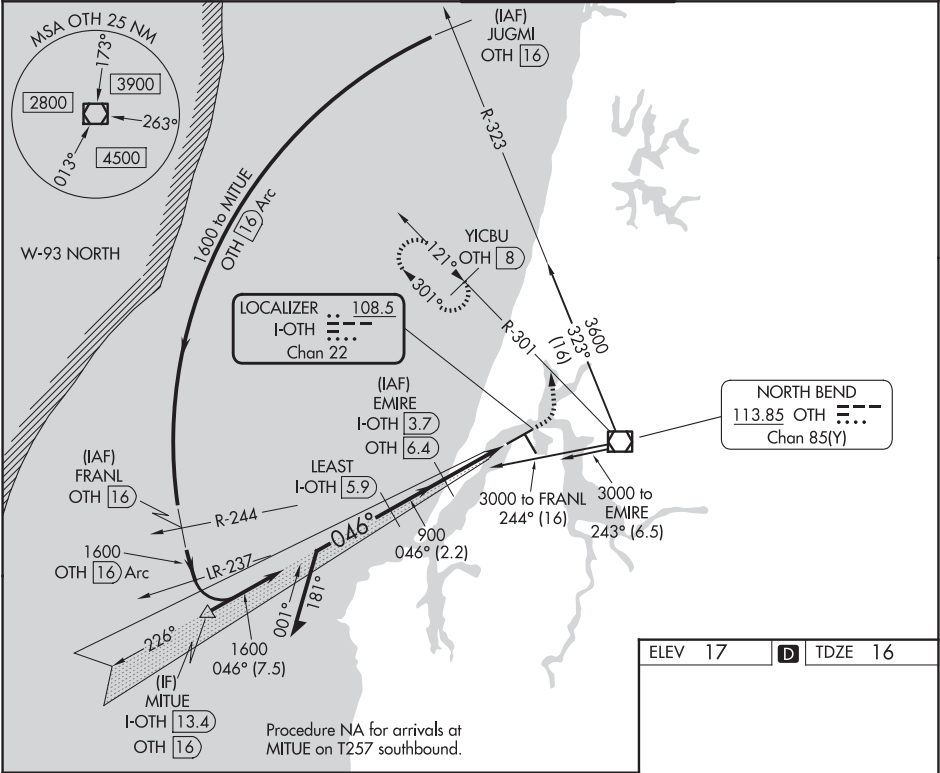 MSA OTH 25 NM
173°
3900
2800
263°
013°
4500
W-93 NORTH
(IAF)
JUGMI
OTH 16
R-323
1600 to MITUE
OTH 16 Arc
YICBU
OTH 8
121°
301°
R-301
3600
323°
(16)
LOCALIZER 108.5
I-OTH
Chan 22
NORTH BEND
113.85 OTH
Chan 85(Y)
(IAF)
EMIRE
I-OTH 3.7
OTH 6.4
LEAST
I-OTH 5.9
(IAF)
FRANL
OTH 16
R-244
046°
3000 to FRANL
244° (16)
3000 to
EMIRE
243° (6.5)
900
046° (2.2)
1600
OTH 16 Arc
LR-237
001°
181°
226°
1600
046° (7.5)
(IF)
MITUE
I-OTH 13.4
OTH 16
Procedure NA for arrivals at
MITUE on T257 southbound.
ELEV 17 D TDZE 16